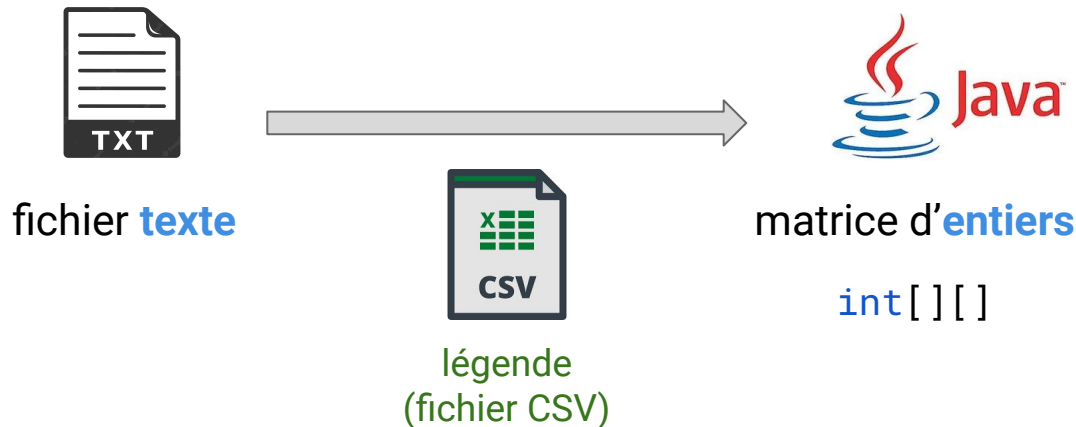 TXT
Java
fichier texte
X
CSV
matrice d’entiers
int[][]
légende
(fichier CSV)